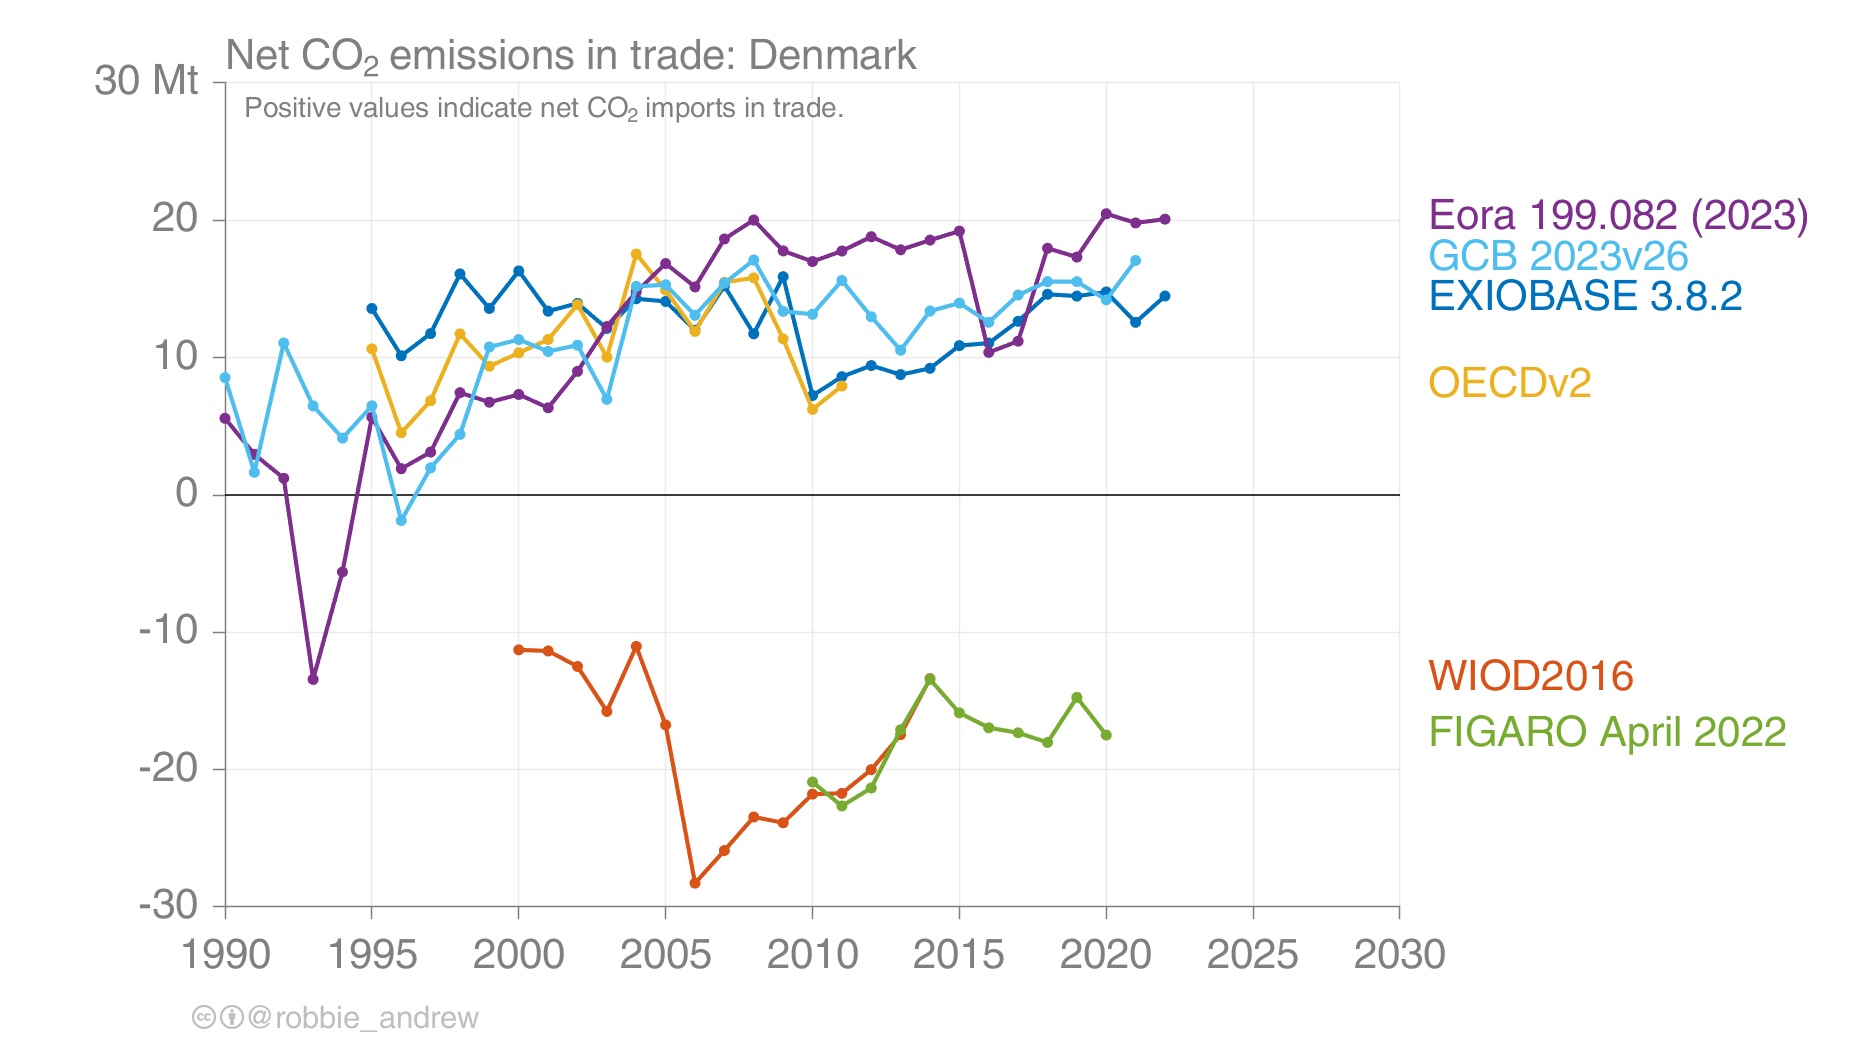 Net CO₂ emissions in trade: Denmark
30 Mt
Positive values indicate net CO₂ imports in trade.
20
10
0
-10
-20
-30
Eora 199.082 (2023)
GCB 2023v26
EXIOBASE 3.8.2
OECDv2
WIOD2016
FIGARO April 2022
1990 1995 2000 2005 2010 2015 2020 2025 2030
cc @robbie_andrew